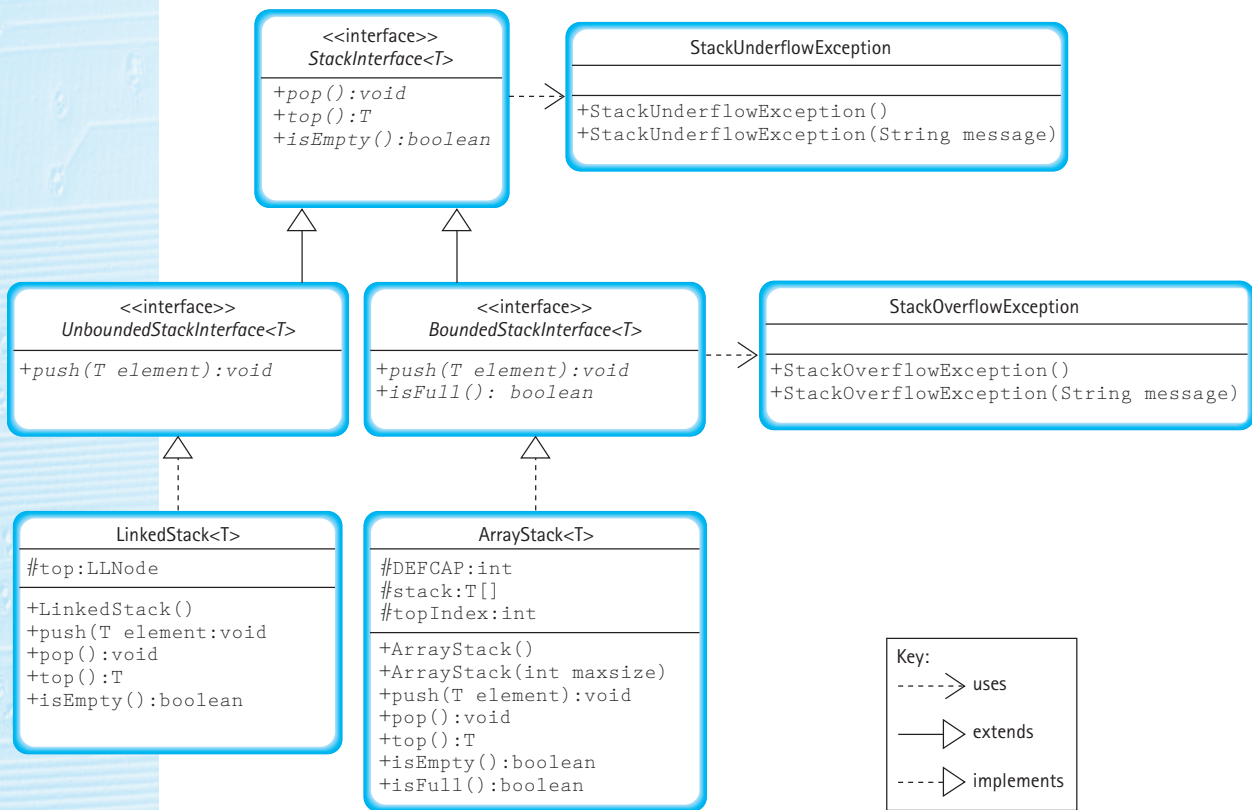 <<interface>>
StackInterface<T>
+pop():void
+top():T
+isEmpty():boolean
StackUnderflowException
+StackUnderflowException()
+StackUnderflowException(String message)
<<interface>>
UnboundedStackInterface<T>
+push(T element):void
<<interface>>
BoundedStackInterface<T>
+push(T element):void
+isFull(): boolean
StackOverflowException
+StackOverflowException()
+StackOverflowException(String message)
LinkedStack<T>
#top:LLNode
+LinkedStack()
+push(T element:void
+pop():void
+top():T
+isEmpty():boolean
ArrayStack<T>
#DEFCAP:int
#stack:T[]
#topIndex:int
+ArrayStack()
+ArrayStack(int maxsize)
+push(T element):void
+pop():void
+top():T
+isEmpty():boolean
+isFull():boolean
Key:
uses
extends
implements